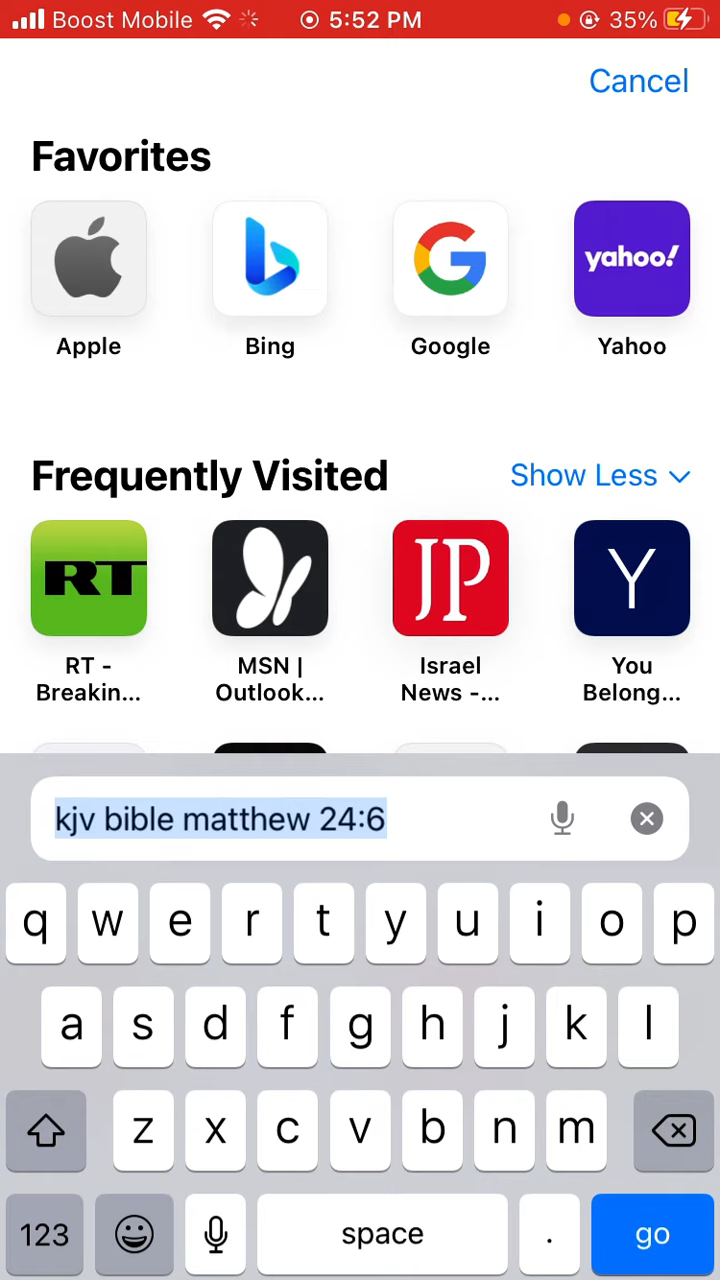 Boost Mobile 5:52 PM 35%
Cancel
Favorites
yahoo!
Apple Bing Google Yahoo
Frequently Visited Show Less
RT JP Y
RT - MSN | Israel You
Breakin... Outlook... News -... Belong...
kjv bible matthew 24:6
q w e r t y u i o p
a s d f g h j k l
z x c v b n m
123 space . go